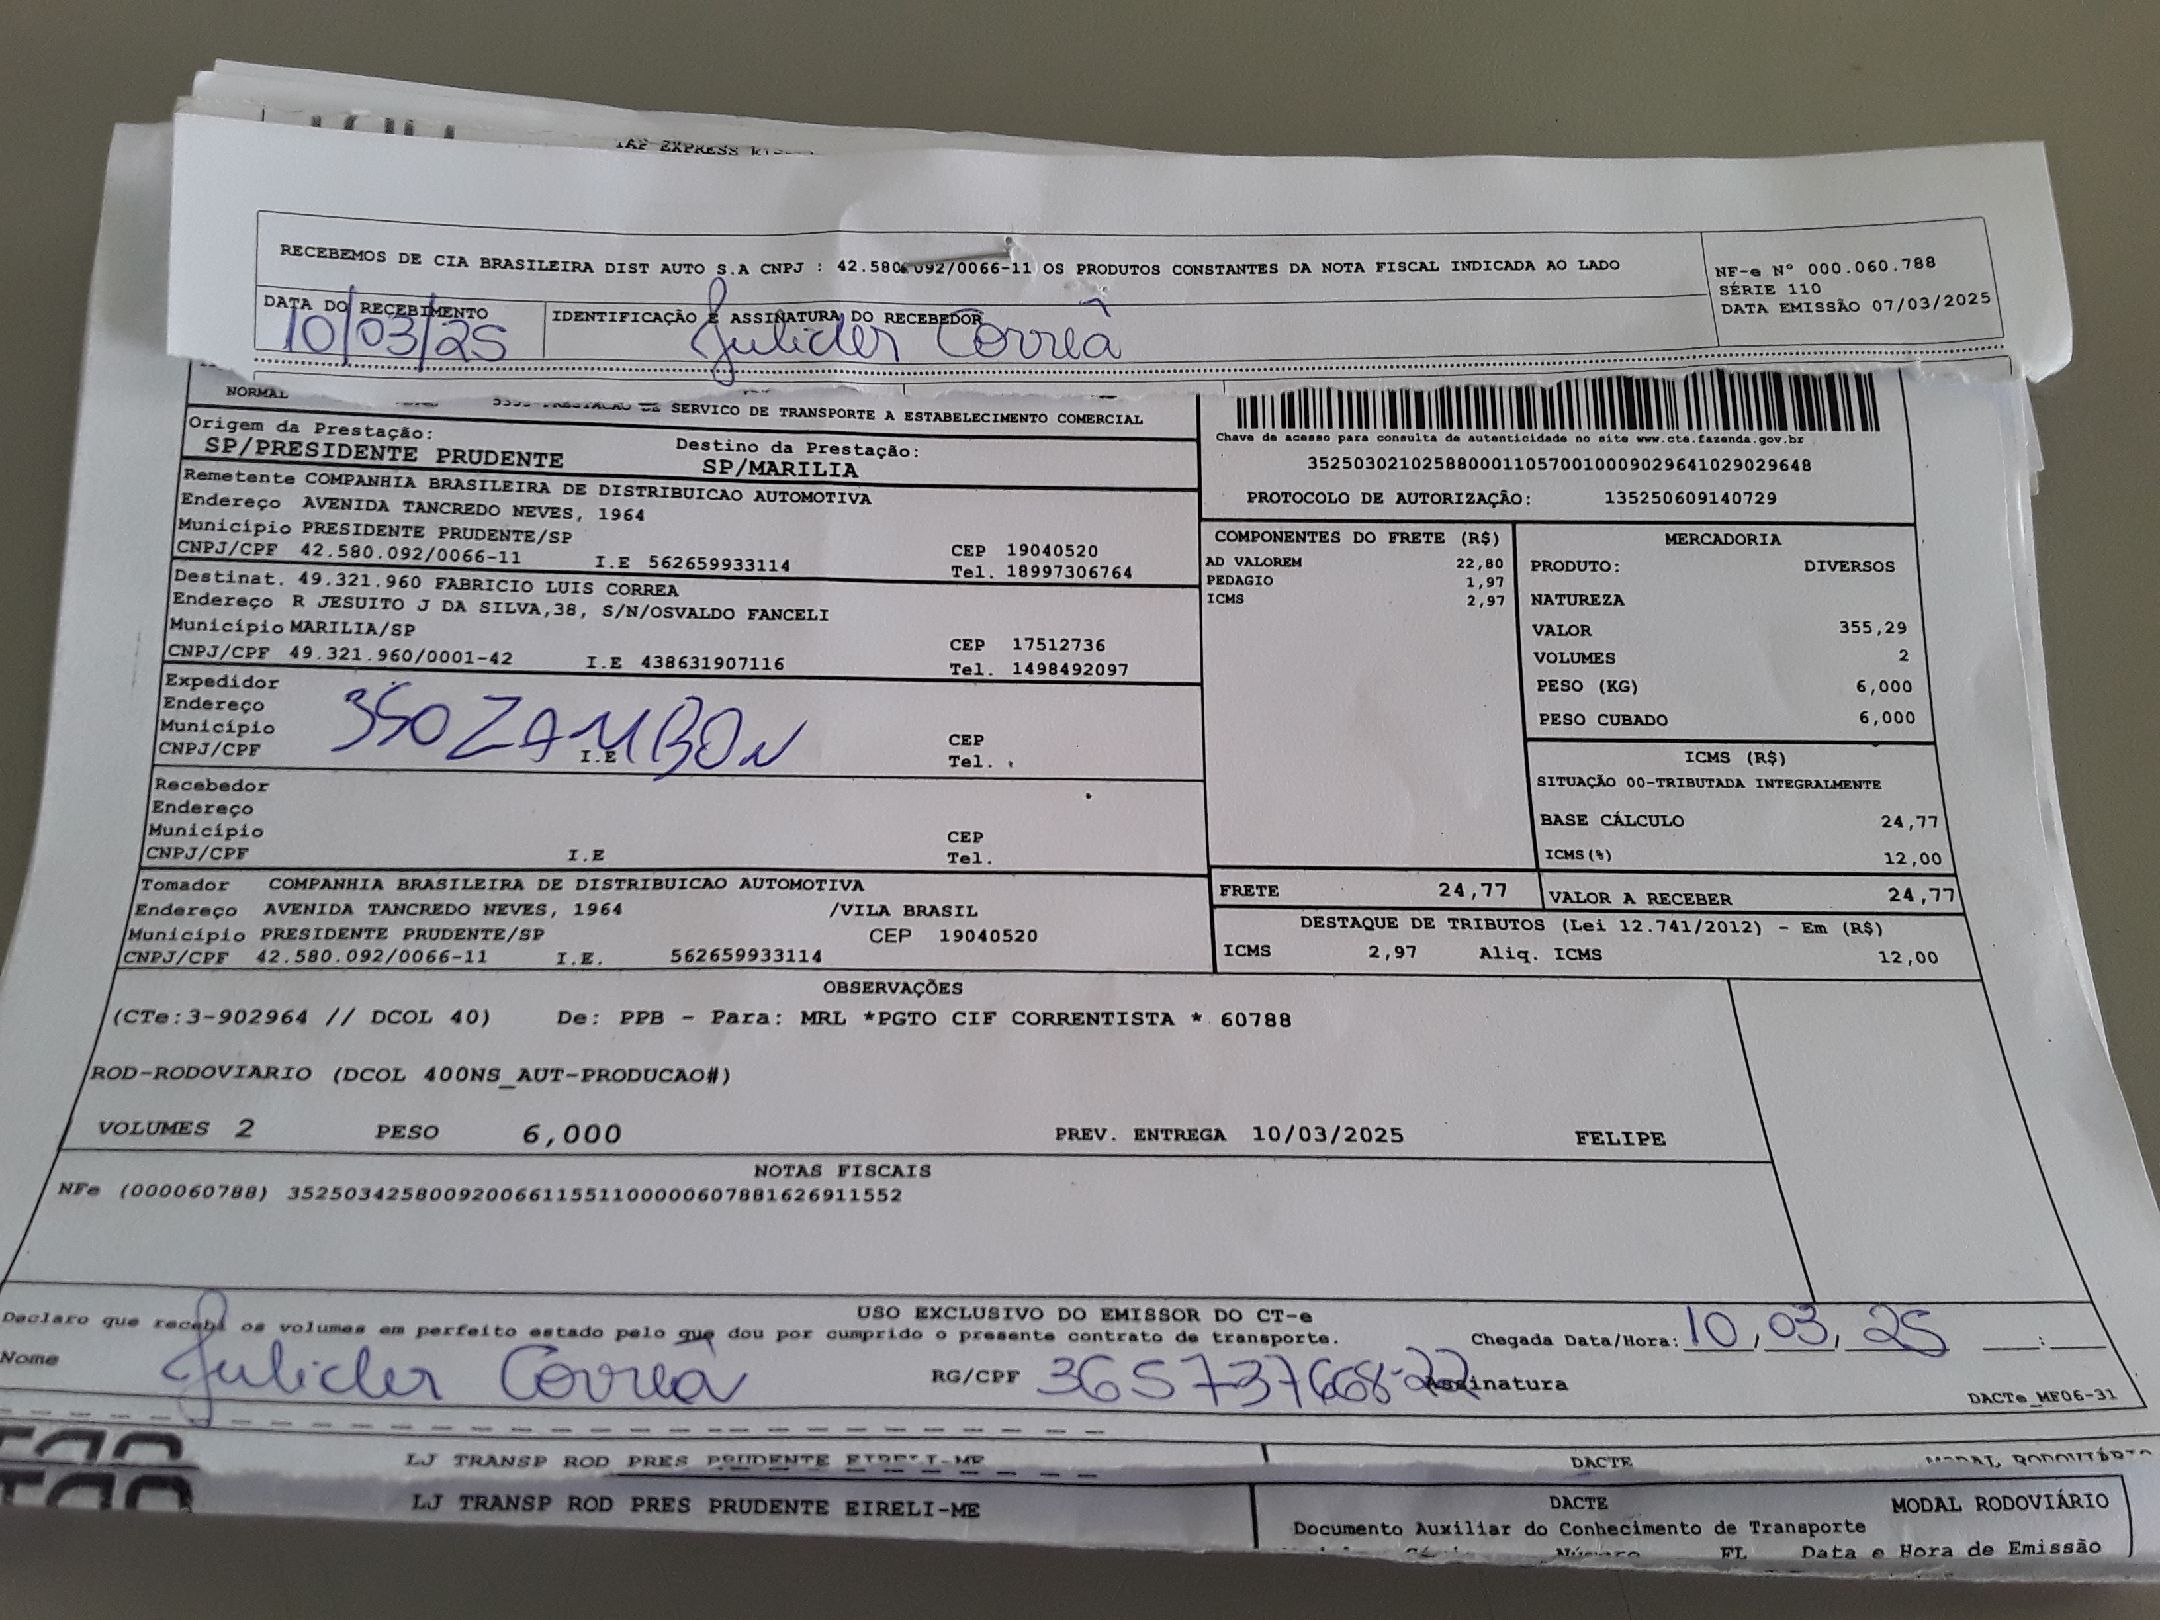 RECEBEMOS DE CIA BRASILEIRA DIST AUTO S.A CNPJ : 42.580.092/0066-11 OS PRODUTOS CONSTANTES DA NOTA FISCAL INDICADA AO LADO
NF-e Nº 000.060.788
SÉRIE 110
DATA EMISSÃO 07/03/2025
DATA DO RECEBIMENTO
10/03/25
IDENTIFICAÇÃO E ASSINATURA DO RECEBEDOR
Correa
NORMAL
DE SERVICO DE TRANSPORTE A ESTABELECIMENTO COMERCIAL
Origem da Prestação:
SP/PRESIDENTE PRUDENTE
Destino da Prestação:
SP/MARILIA
Remetente COMPANHIA BRASILEIRA DE DISTRIBUICAO AUTOMOTIVA
Endereço AVENIDA TANCREDO NEVES, 1964
Município PRESIDENTE PRUDENTE/SP
CEP 19040520
CNPJ/CPF 42.580.092/0066-11 I.E 562659933114 Tel. 18997306764
Destinat. 49.321.960 FABRICIO LUIS CORREA
Endereço R JESUITO J DA SILVA,38, S/N/OSVALDO FANCELI
Município MARILIA/SP CEP 17512736
CNPJ/CPF 49.321.960/0001-42 I.E 438631907116 Tel. 1498492097
Expedidor
Endereço
Município CEP
CNPJ/CPF I.E Tel.
350 ZAMBON
Recebedor
Endereço
Município CEP
CNPJ/CPF I.E Tel.
Tomador COMPANHIA BRASILEIRA DE DISTRIBUICAO AUTOMOTIVA
Endereço AVENIDA TANCREDO NEVES, 1964 /VILA BRASIL
Município PRESIDENTE PRUDENTE/SP CEP 19040520
CNPJ/CPF 42.580.092/0066-11 I.E. 562659933114
Chave de acesso para consulta de autenticidade no site www.cte.fazenda.gov.br
35250302102588000110570010009029641029029648
PROTOCOLO DE AUTORIZAÇÃO: 135250609140729
COMPONENTES DO FRETE (R$)
AD VALOREM 22,80
PEDAGIO 1,97
ICMS 2,97
MERCADORIA
PRODUTO: DIVERSOS
NATUREZA
VALOR 355,29
VOLUMES 2
PESO (KG) 6,000
PESO CUBADO 6,000
ICMS (R$)
SITUAÇÃO 00-TRIBUTADA INTEGRALMENTE
BASE CÁLCULO 24,77
ICMS(%) 12,00
FRETE 24,77
VALOR A RECEBER 24,77
DESTAQUE DE TRIBUTOS (Lei 12.741/2012) - Em (R$)
ICMS 2,97 Aliq. ICMS 12,00
OBSERVAÇÕES
(CTe:3-902964 // DCOL 40) De: PPB - Para: MRL *PGTO CIF CORRENTISTA * 60788
ROD-RODOVIARIO (DCOL 400NS_AUT-PRODUCAO#)
VOLUMES 2 PESO 6,000 PREV. ENTREGA 10/03/2025 FELIPE
NOTAS FISCAIS
NFe (000060788) 35250342580092006611551100000607881626911552
USO EXCLUSIVO DO EMISSOR DO CT-e
Declaro que recebi os volumes em perfeito estado pelo que dou por cumprido o presente contrato de transporte.
Chegada Data/Hora: 10,03,25 :
Nome Correa
RG/CPF 365737668-22 Assinatura
DACTe_MF06-31
LJ TRANSP ROD PRES PRUDENTE EIRELI-ME DACTE MODAL RODOVIÁRIO
LJ TRANSP ROD PRES PRUDENTE EIRELI-ME
DACTE MODAL RODOVIÁRIO
Documento Auxiliar do Conhecimento de Transporte
Número FL Data e Hora de Emissão